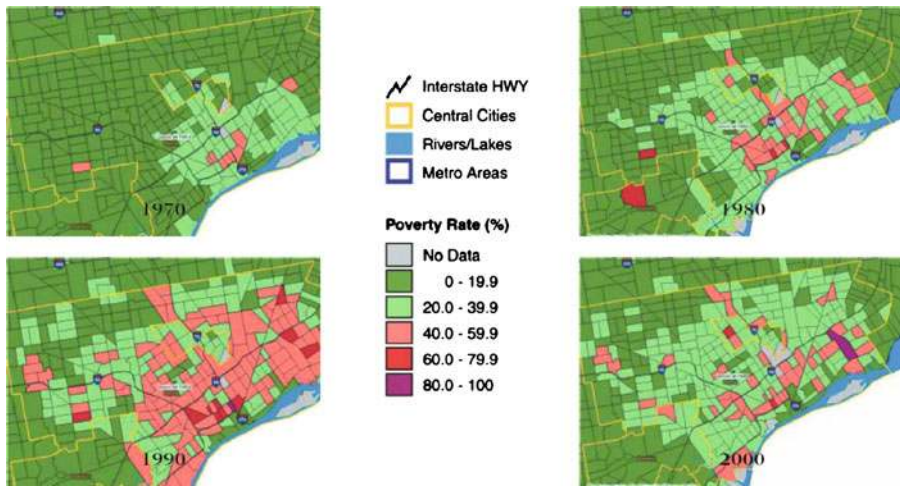 1970
Interstate HWY
Central Cities
Rivers/Lakes
Metro Areas
1980
Poverty Rate (%)
No Data
0 - 19.9
20.0 - 39.9
40.0 - 59.9
60.0 - 79.9
80.0 - 100
1990
2000